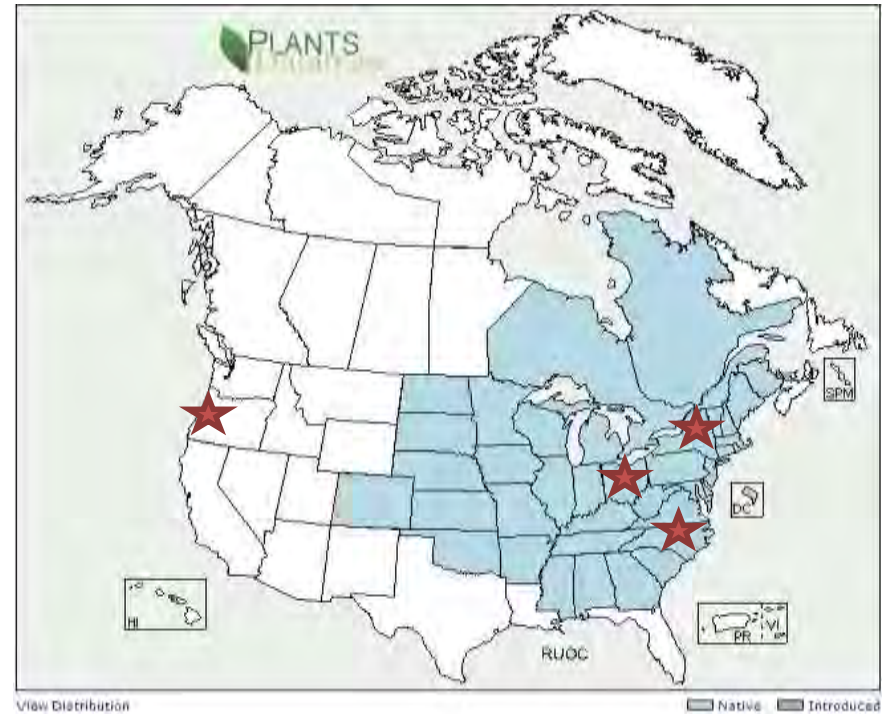 PLANTS
SPM
DC
HI
PR
VI
RUOC
View Distribution
Native
Introduced